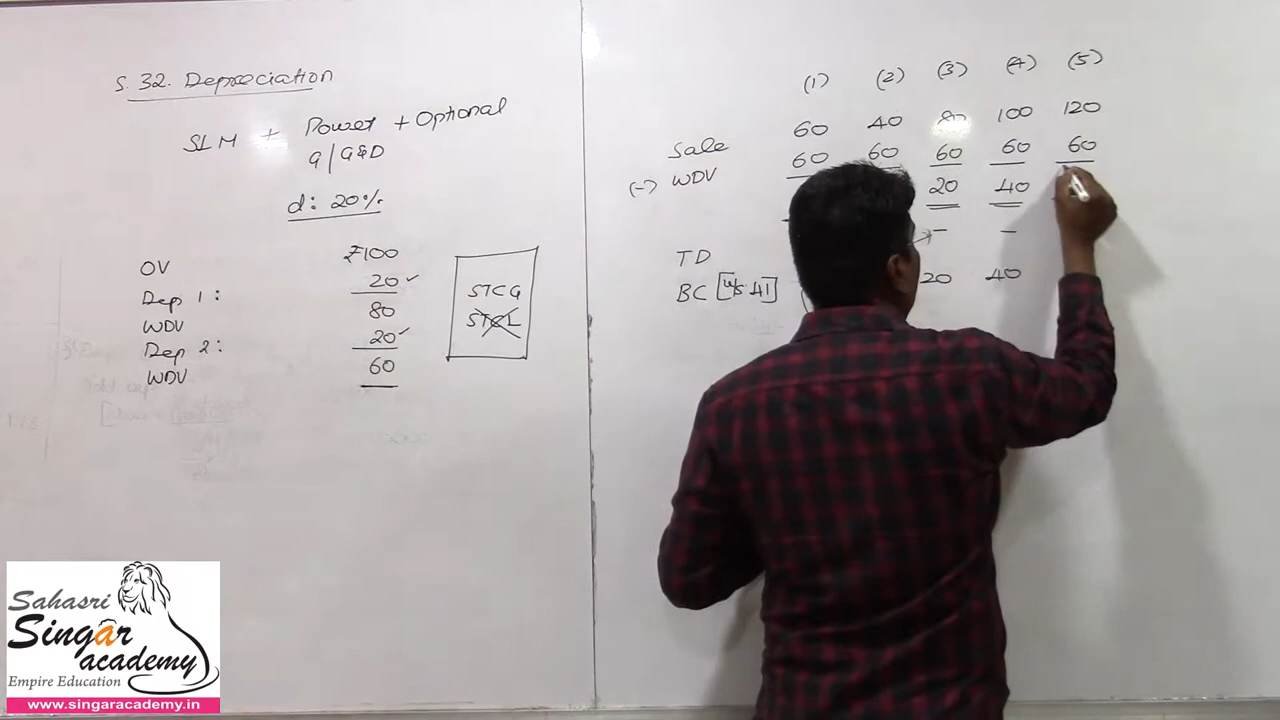 S. 32. Depreciation
SLM + Power + Optional
G/G&D
d: 20%
OV ₹100
Dep 1: 20 ✓
WDV 80
Dep 2: 20 ✓
WDV 60
STCG
STCL
(1) (2) (3) (4) (5)
Sale 60 40 80 100 120
(-) WDV 60 60 60 60 60
20 40
TD - -
BC [u/s 41] 20 40
Sahasri
Singar
academy
Empire Education
www.singaracademy.in